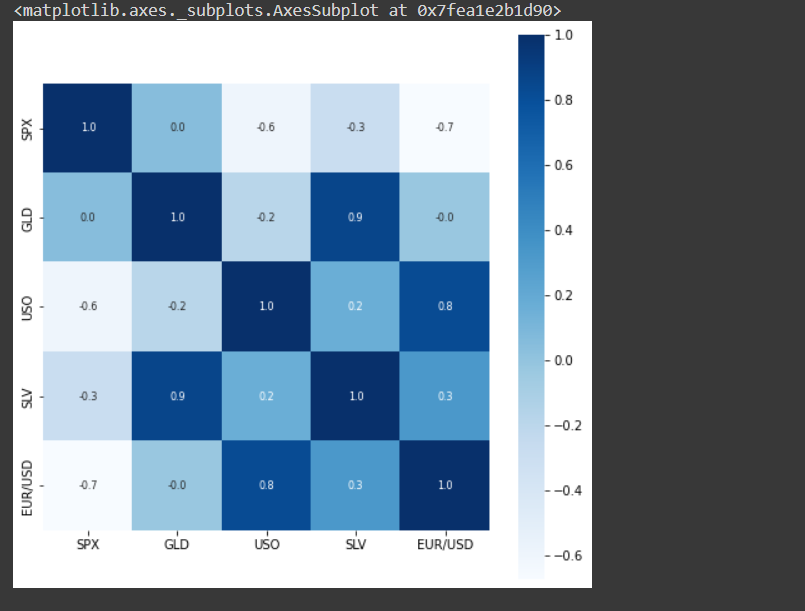 <matplotlib.axes._subplots.AxesSubplot at 0x7fea1e2b1d90>
1.0
0.8
0.6
0.4
0.2
0.0
−0.2
−0.4
−0.6
SPX 1.0 0.0 -0.6 -0.3 -0.7
GLD 0.0 1.0 -0.2 0.9 -0.0
USO -0.6 -0.2 1.0 0.2 0.8
SLV -0.3 0.9 0.2 1.0 0.3
EUR/USD -0.7 -0.0 0.8 0.3 1.0
SPX GLD USO SLV EUR/USD